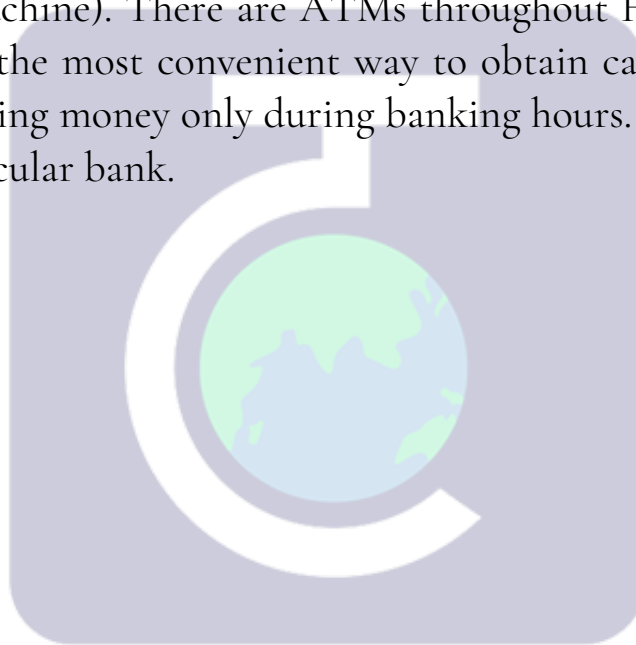 chine). There are ATMs throughout
the most convenient way to obtain ca
ing money only during banking hours.
cular bank.